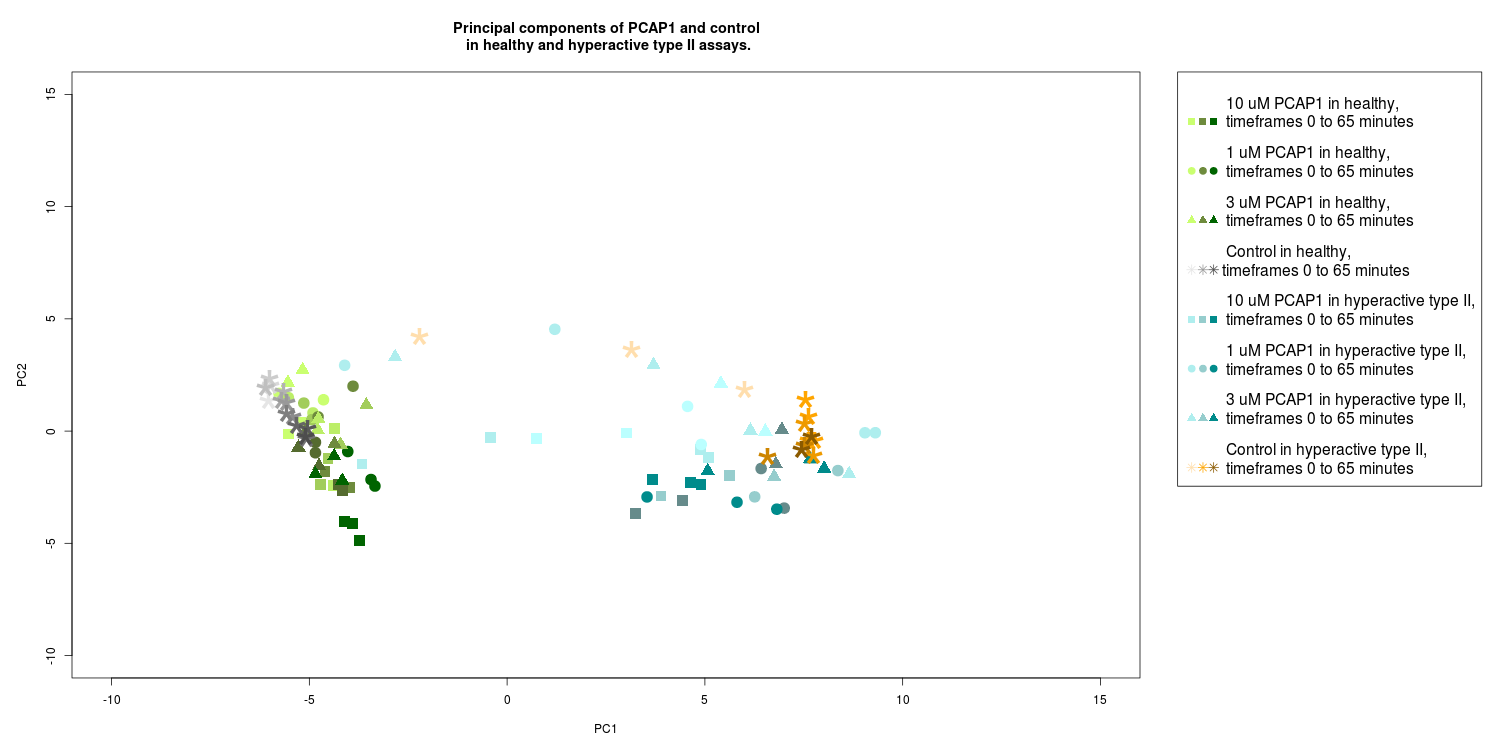 Principal components of PCAP1 and control
in healthy and hyperactive type II assays.
15
10
5
0
-5
-10
PC2
-10
-5
0
5
10
15
PC1
10 uM PCAP1 in healthy,
timeframes 0 to 65 minutes
1 uM PCAP1 in healthy,
timeframes 0 to 65 minutes
3 uM PCAP1 in healthy,
timeframes 0 to 65 minutes
Control in healthy,
timeframes 0 to 65 minutes
10 uM PCAP1 in hyperactive type II,
timeframes 0 to 65 minutes
1 uM PCAP1 in hyperactive type II,
timeframes 0 to 65 minutes
3 uM PCAP1 in hyperactive type II,
timeframes 0 to 65 minutes
Control in hyperactive type II,
timeframes 0 to 65 minutes